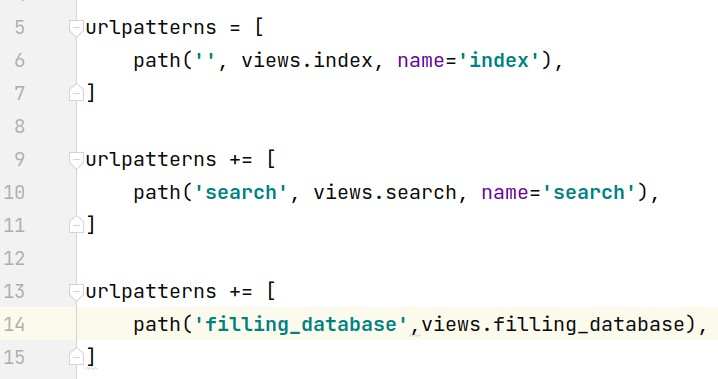 5 urlpatterns = [
6 path('', views.index, name='index'),
7 ]
8
9 urlpatterns += [
10 path('search', views.search, name='search'),
11 ]
12
13 urlpatterns += [
14 path('filling_database',views.filling_database),
15 ]